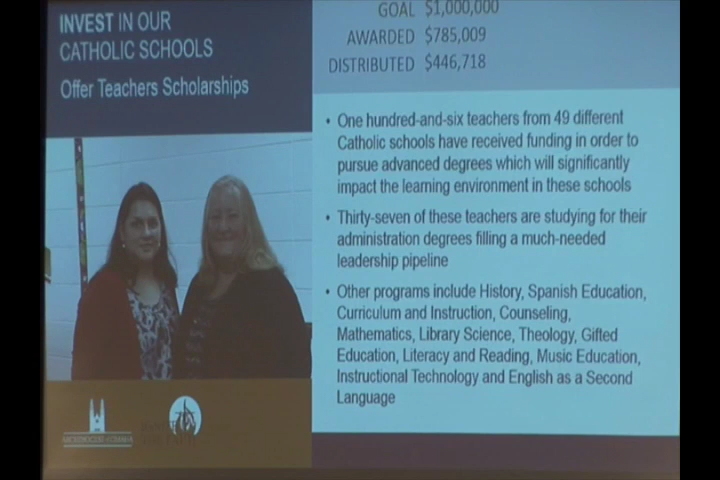 INVEST IN OUR
CATHOLIC SCHOOLS
Offer Teachers Scholarships
GOAL $1,000,000
AWARDED $785,009
DISTRIBUTED $446,718
• One hundred-and-six teachers from 49 different
Catholic schools have received funding in order to
pursue advanced degrees which will significantly
impact the learning environment in these schools
• Thirty-seven of these teachers are studying for their
administration degrees filling a much-needed
leadership pipeline
• Other programs include History, Spanish Education,
Curriculum and Instruction, Counseling,
Mathematics, Library Science, Theology, Gifted
Education, Literacy and Reading, Music Education,
Instructional Technology and English as a Second
Language